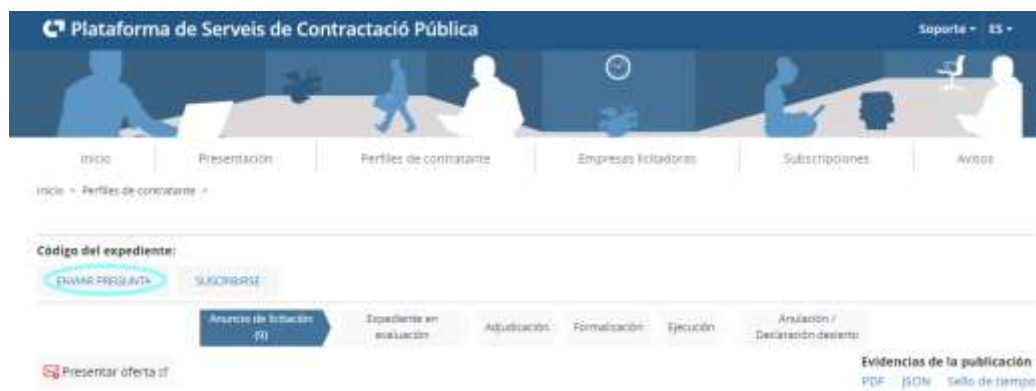 Plataforma de Serveis de Contractació Pública
Soporte ES
Inicio Presentación Perfiles de contratante Empresas licitadoras Subscripciones Avisos
Inicio > Perfiles de contratante >
Código del expediente:
ENVIAR PREGUNTA SUSCRIBIRSE
Anuncio de licitación (9) Expediente en evaluación Adjudicación Formalización Ejecución Anulación / Declaración desierto
Presentar oferta
Evidencias de la publicación
PDF JSON Sello de tiempo